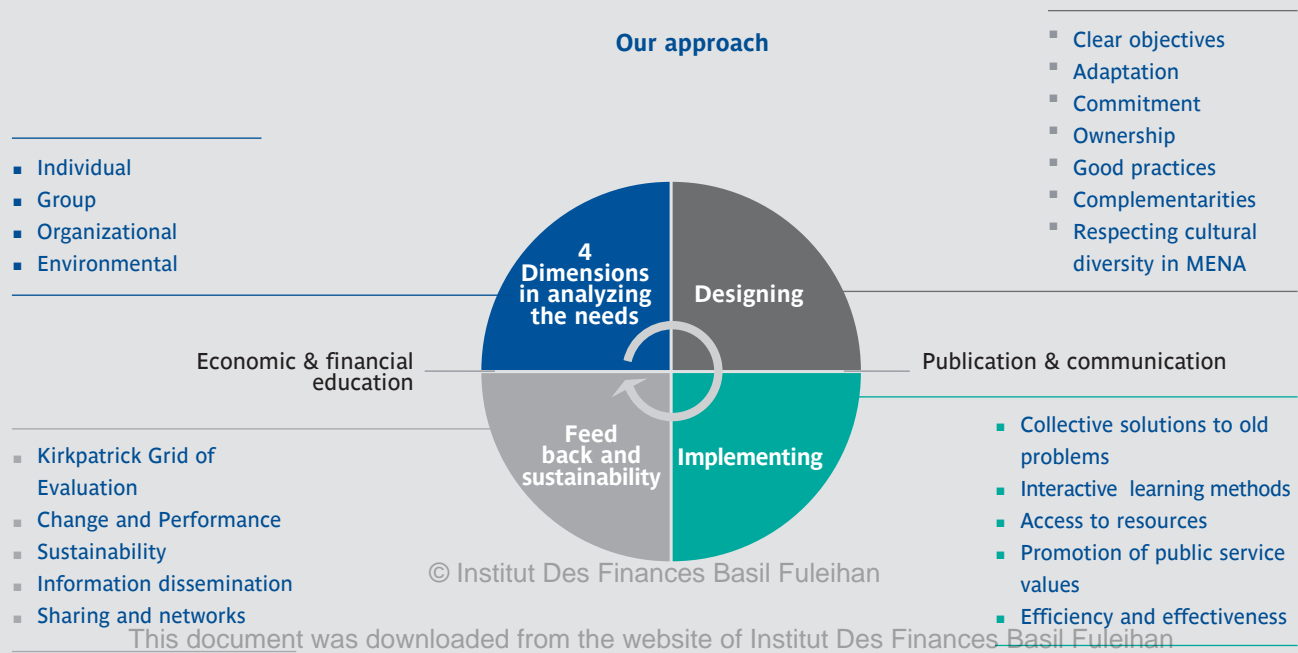 Our approach
Individual
Group
Organizational
Environmental
Clear objectives
Adaptation
Commitment
Ownership
Good practices
Complementarities
Respecting cultural
diversity in MENA
4
Dimensions
in analyzing
the needs
Designing
Economic & financial
education
Publication & communication
Feed
back and
sustainability
Implementing
Kirkpatrick Grid of
Evaluation
Change and Performance
Sustainability
Information dissemination
Sharing and networks
Collective solutions to old
problems
Interactive learning methods
Access to resources
Promotion of public service
values
Efficiency and effectiveness
© Institut Des Finances Basil Fuleihan
This document was downloaded from the website of Institut Des Finances Basil Fuleihan